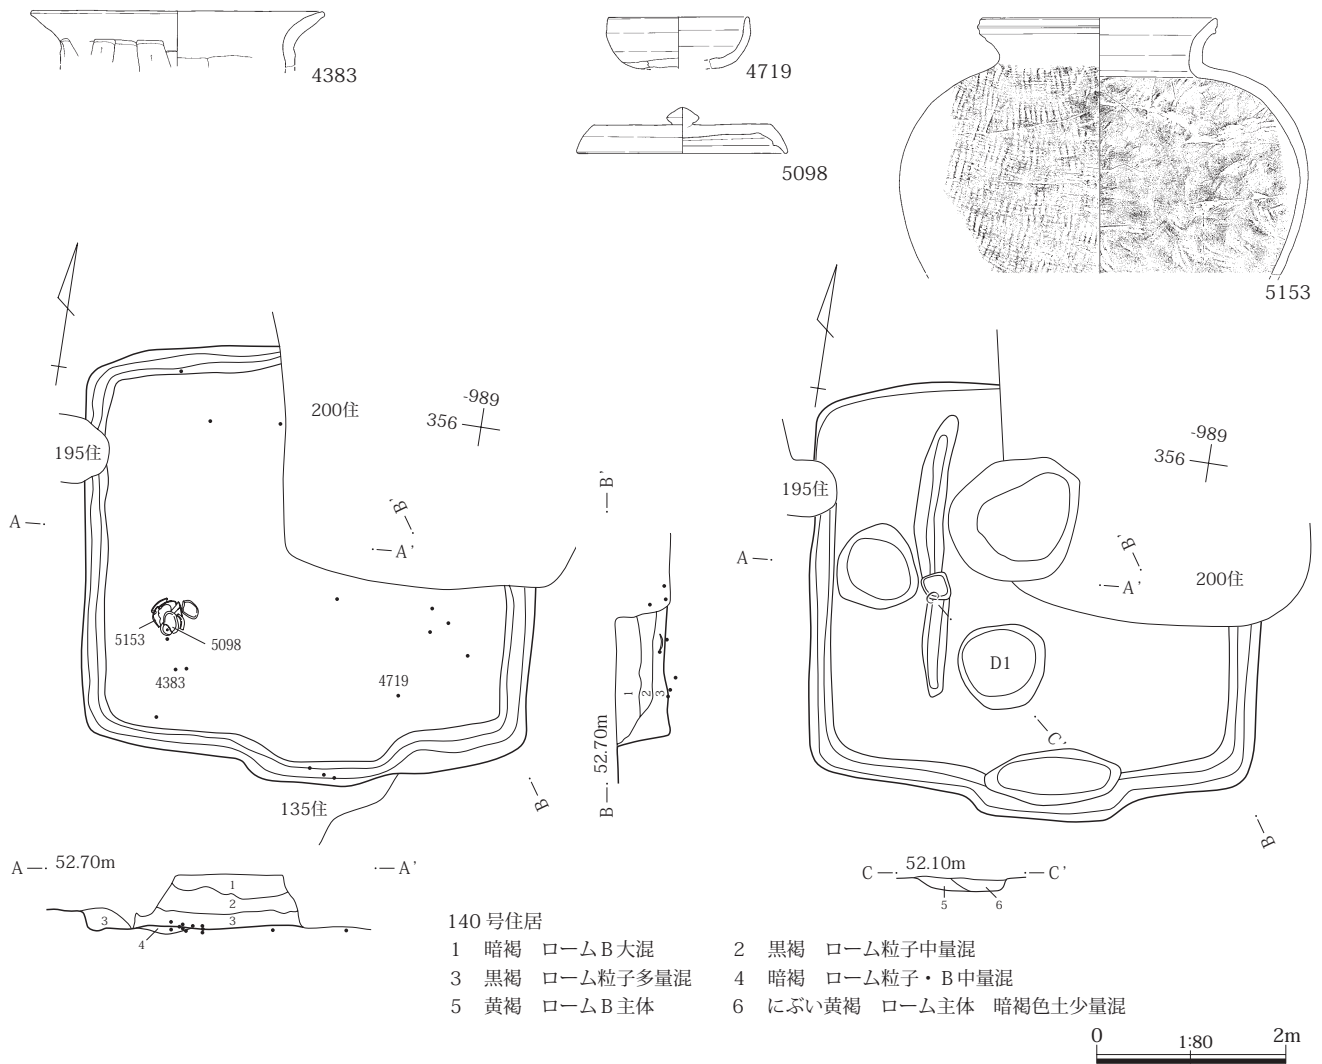 4383
4719
5098
5153
-989
356
200住
195住
B'
B'
A
A'
5153
5098
4383
4719
1
2
3
52.70m
B
135住
B
A 52.70m A'
1
2
3
3
4
-989
356
195住
B'
A
A'
200住
D1
C'
B
C 52.10m C'
5
6
140 号住居
1 暗褐 ロームB大混
2 黒褐 ローム粒子中量混
3 黒褐 ローム粒子多量混
4 暗褐 ローム粒子・B中量混
5 黄褐 ロームB主体
6 にぶい黄褐 ローム主体 暗褐色土少量混
0 1:80 2m